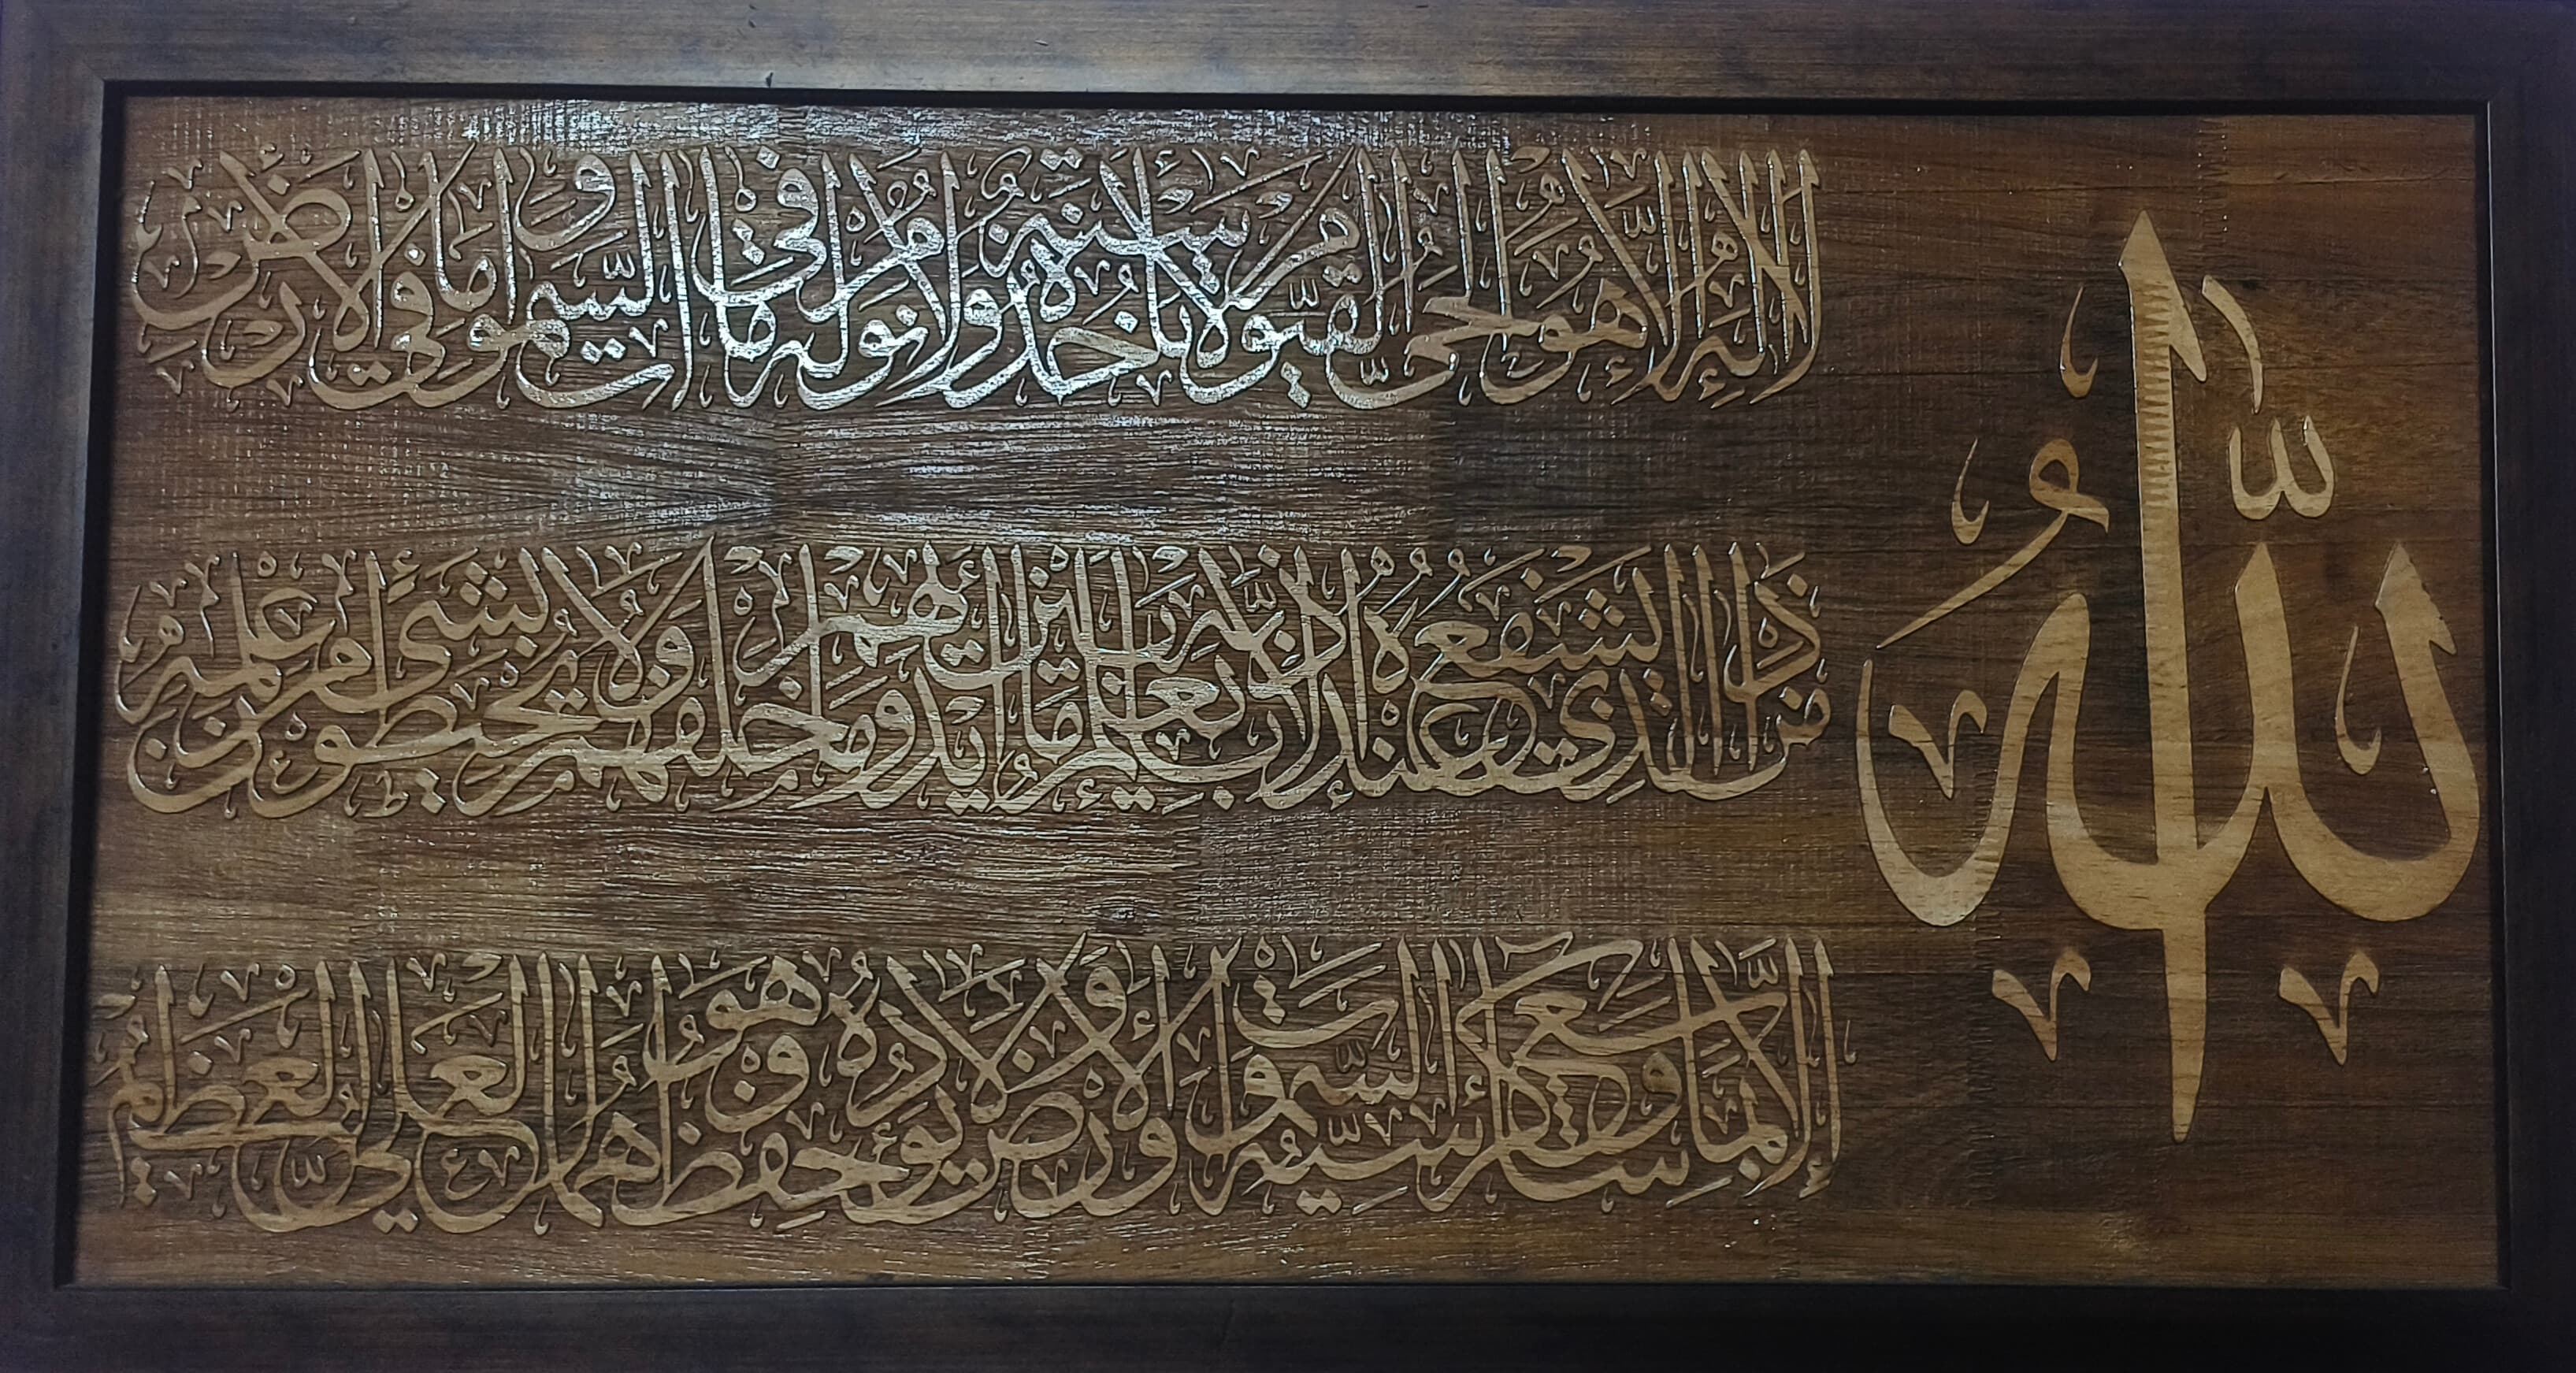 الله
لا إله إلا هو الحي القيوم لا تأخذه سنة ولا نوم له ما في السموات وما في الأرض
من ذا الذي يشفع عنده إلا بإذنه يعلم ما بين أيديهم وما خلفهم ولا يحيطون بشيء من علمه
إلا بما شاء وسع كرسيه السموات والأرض ولا يؤده حفظهما وهو العلي العظيم